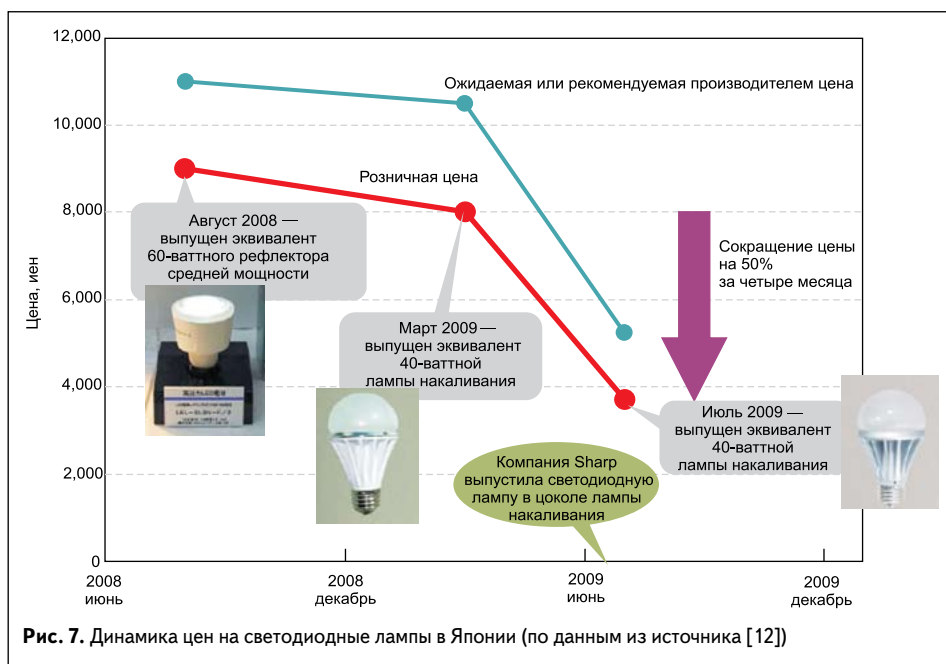 12,000
10,000
8,000
6,000
4,000
2,000
0
Цена, иен
Ожидаемая или рекомендуемая производителем цена
Розничная цена
Август 2008 —
выпущен эквивалент
60-ваттного рефлектора
средней мощности
Март 2009 —
выпущен эквивалент
40-ваттной
лампы накаливания
Сокращение цены
на 50%
за четыре месяца
Июль 2009 —
выпущен эквивалент
40-ваттной
лампы накаливания
Компания Sharp
выпустила светодиодную
лампу в цоколе лампы
накаливания
2008
июнь
2008
декабрь
2009
июнь
2009
декабрь
Рис. 7. Динамика цен на светодиодные лампы в Японии (по данным из источника [12])